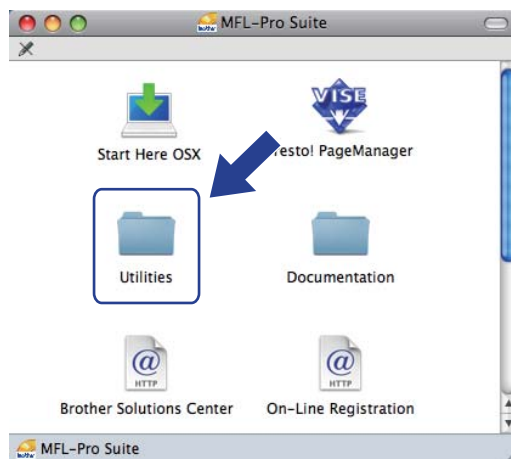 MFL-Pro Suite
VISE
Start Here OSX
resto! PageManager
Utilities
Documentation
@
HTTP
@
HTTP
Brother Solutions Center
On-Line Registration
MFL-Pro Suite